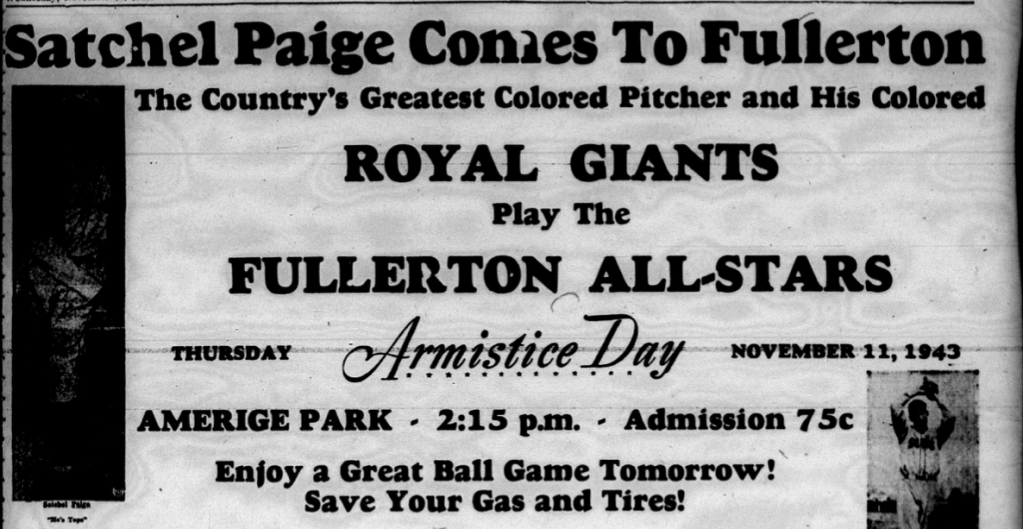 Satchel Paige Comes To Fullerton
The Country's Greatest Colored Pitcher and His Colored
ROYAL GIANTS
Play The
FULLERTON ALL-STARS
THURSDAY Armistice Day NOVEMBER 11, 1943
AMERIGE PARK - 2:15 p.m. - Admission 75c
Enjoy a Great Ball Game Tomorrow!
Save Your Gas and Tires!
Satchel Paige
"He's Tops"